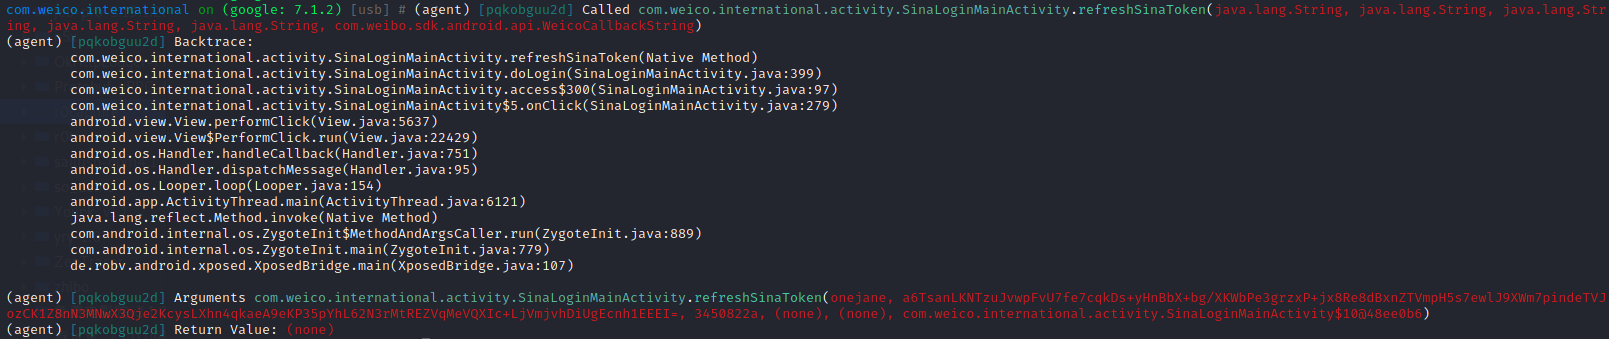 com.weico.international on (google: 7.1.2) [usb] # (agent) [pqkobguu2d] Called com.weico.international.activity.SinaLoginMainActivity.refreshSinaToken(java.lang.String, java.lang.String, java.lang.Str
ing, java.lang.String, java.lang.String, com.weibo.sdk.android.api.WeicoCallbackString)
(agent) [pqkobguu2d] Backtrace:
com.weico.international.activity.SinaLoginMainActivity.refreshSinaToken(Native Method)
com.weico.international.activity.SinaLoginMainActivity.doLogin(SinaLoginMainActivity.java:399)
com.weico.international.activity.SinaLoginMainActivity.access$300(SinaLoginMainActivity.java:97)
com.weico.international.activity.SinaLoginMainActivity$5.onClick(SinaLoginMainActivity.java:279)
android.view.View.performClick(View.java:5637)
android.view.View$PerformClick.run(View.java:22429)
android.os.Handler.handleCallback(Handler.java:751)
android.os.Handler.dispatchMessage(Handler.java:95)
android.os.Looper.loop(Looper.java:154)
android.app.ActivityThread.main(ActivityThread.java:6121)
java.lang.reflect.Method.invoke(Native Method)
com.android.internal.os.ZygoteInit$MethodAndArgsCaller.run(ZygoteInit.java:889)
com.android.internal.os.ZygoteInit.main(ZygoteInit.java:779)
de.robv.android.xposed.XposedBridge.main(XposedBridge.java:107)
(agent) [pqkobguu2d] Arguments com.weico.international.activity.SinaLoginMainActivity.refreshSinaToken(onejane, a6TsanLKNTzuJvwpFvU7fe7cqkDs+yHnBbX+bg/XKWbPe3grzxP+jx8Re8dBxnZTVmpH5s7ewlJ9XWm7pindeTVJ
ozCK1Z8nN3MNwX3Qje2KcysLXhn4qkaeA9eKP35pYhL62N3rMtREZVqMeVQXIc+LjVmjvhDiUgEcnh1EEEI=, 3450822a, (none), (none), com.weico.international.activity.SinaLoginMainActivity$10@48ee0b6)
(agent) [pqkobguu2d] Return Value: (none)